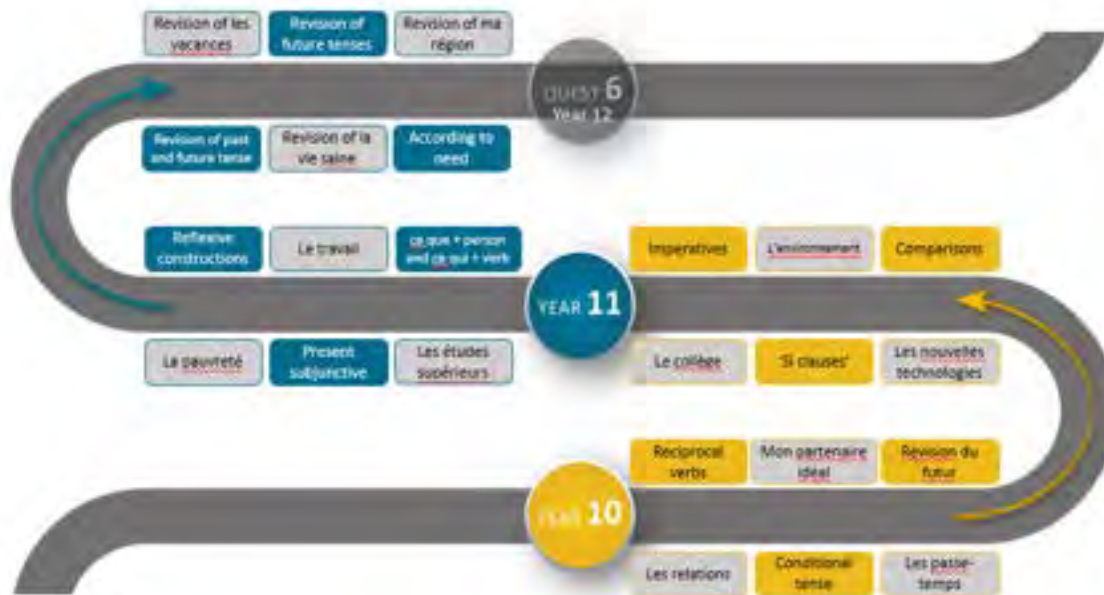 Revision of les
vacances
Revision of
future tenses
Revision of ma
région
QUEST 6
Year 12
Revision of past
and future tense
Revision of la
vie saine
According to
need
Reflexive
constructions
Le travail
ce que + person
and ce qui + verb
Imperatives
L'environnement
Comparisons
YEAR 11
La pauvreté
Present
subjunctive
Les études
supérieurs
Le collège
'Si clauses'
Les nouvelles
technologies
Reciprocal
verbs
Mon partenaire
idéal
Revision du
futur
YEAR 10
Les relations
Conditional
tense
Les passe-
temps